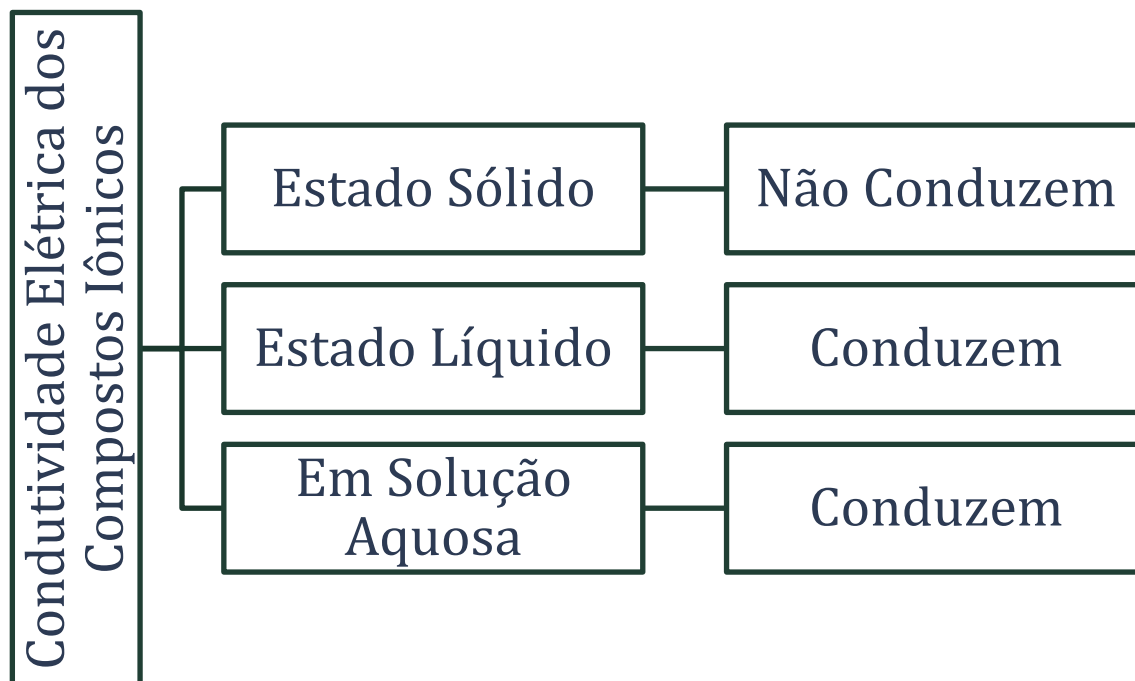 Condutividade Elétrica dos
Compostos Iônicos
Estado Sólido
Não Conduzem
Estado Líquido
Conduzem
Em Solução
Aquosa
Conduzem